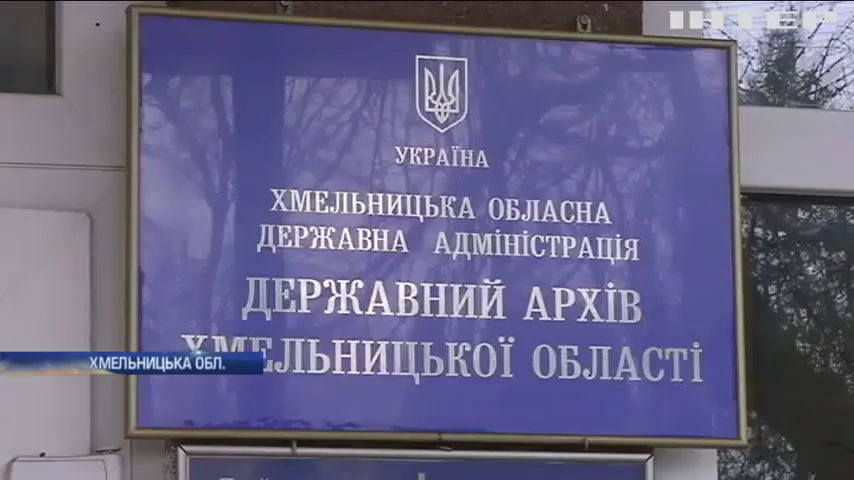 ІНТЕР
УКРАЇНА
ХМЕЛЬНИЦЬКА ОБЛАСНА
ДЕРЖАВНА АДМІНІСТРАЦІЯ
ДЕРЖАВНИЙ АРХІВ
ХМЕЛЬНИЦЬКОЇ ОБЛАСТІ
ХМЕЛЬНИЦЬКА ОБЛ.